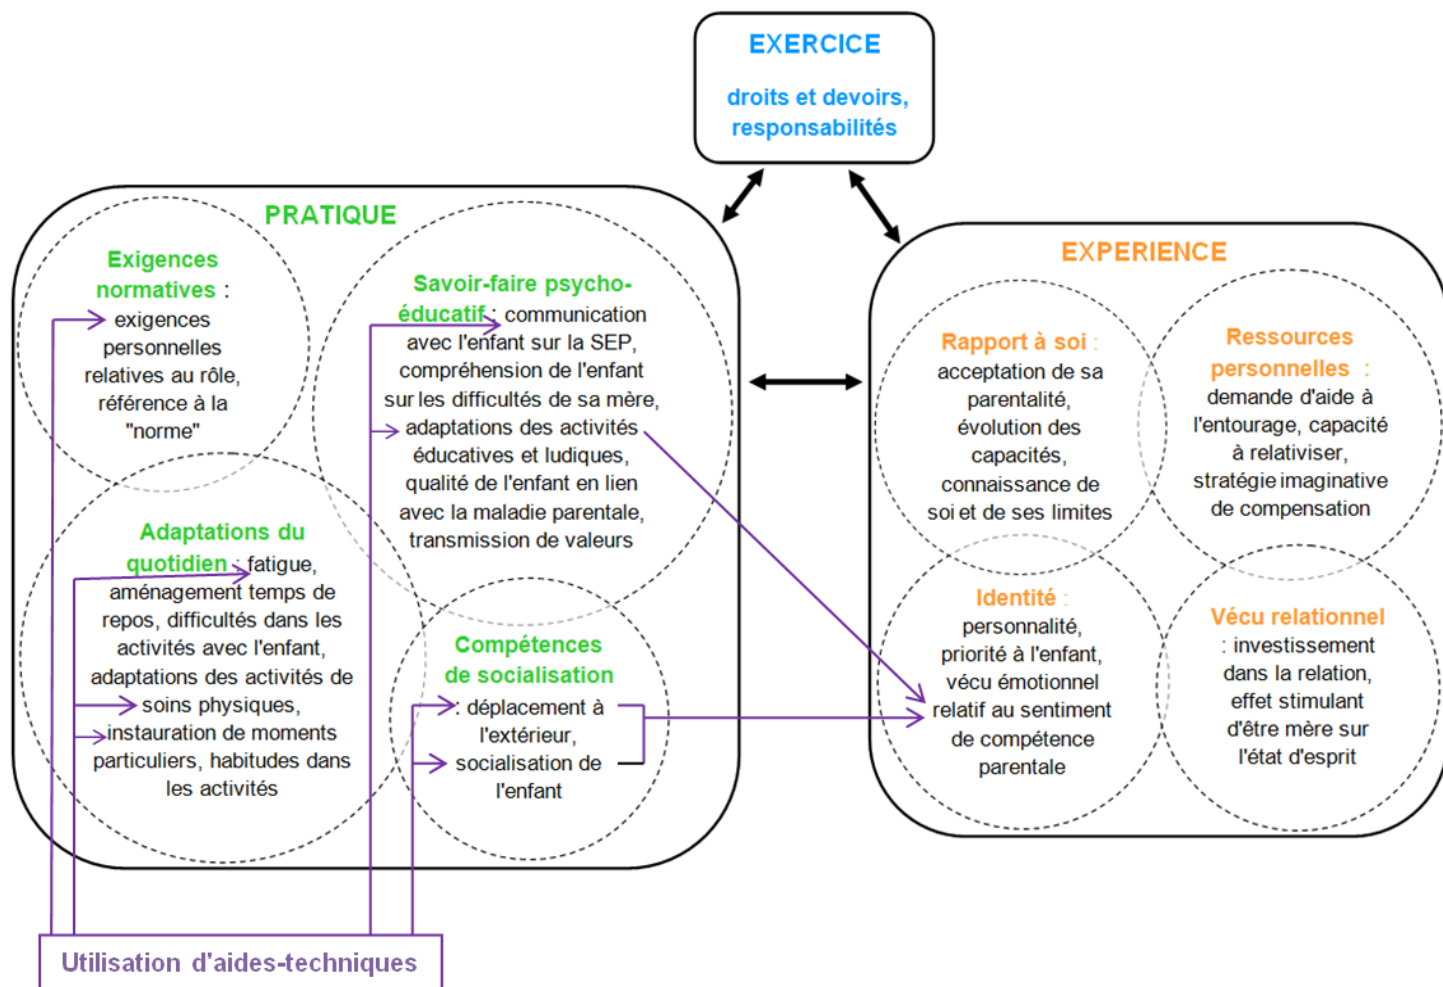 EXERCICE
droits et devoirs,
responsabilités
PRATIQUE
Exigences
normatives :
exigences
personnelles
relatives au rôle,
référence à la
"norme"
Savoir-faire psycho-
éducatif : communication
avec l'enfant sur la SEP,
compréhension de l'enfant
sur les difficultés de sa mère,
adaptations des activités
éducatives et ludiques,
qualité de l'enfant en lien
avec la maladie parentale,
transmission de valeurs
Adaptations du
quotidien : fatigue,
aménagement temps de
repos, difficultés dans les
activités avec l'enfant,
adaptations des activités de
soins physiques,
instauration de moments
particuliers, habitudes dans
les activités
Compétences
de socialisation
: déplacement à
l'extérieur,
socialisation de
l'enfant
EXPERIENCE
Rapport à soi :
acceptation de sa
parentalité,
évolution des
capacités,
connaissance de
soi et de ses limites
Ressources
personnelles :
demande d'aide à
l'entourage, capacité
à relativiser,
stratégie imaginative
de compensation
Identité :
personnalité,
priorité à l'enfant,
vécu émotionnel
relatif au sentiment
de compétence
parentale
Vécu relationnel
: investissement
dans la relation,
effet stimulant
d'être mère sur
l'état d'esprit
Utilisation d'aides-techniques